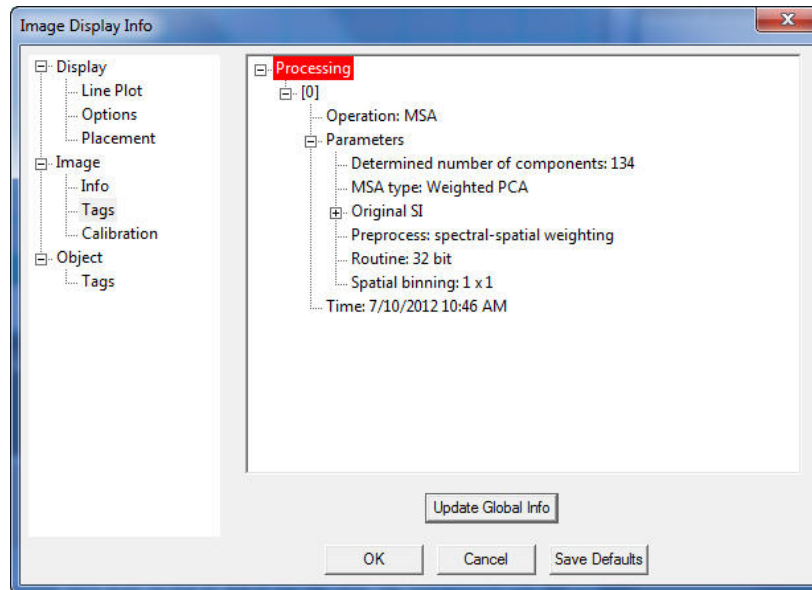 Image Display Info
Display
Line Plot
Options
Placement
Image
Info
Tags
Calibration
Object
Tags
Processing
[0]
Operation: MSA
Parameters
Determined number of components: 134
MSA type: Weighted PCA
Original SI
Preprocess: spectral-spatial weighting
Routine: 32 bit
Spatial binning: 1 x 1
Time: 7/10/2012 10:46 AM
Update Global Info
OK
Cancel
Save Defaults